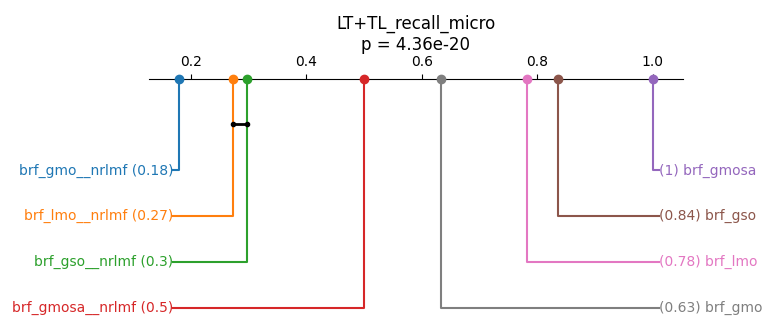 LT+TL_recall_micro
p = 4.36e-20
0.2 0.4 0.6 0.8 1.0
brf_gmo__nrlmf (0.18) (1) brf_gmosa
brf_lmo__nrlmf (0.27) (0.84) brf_gso
brf_gso__nrlmf (0.3) (0.78) brf_lmo
brf_gmosa__nrlmf (0.5) (0.63) brf_gmo